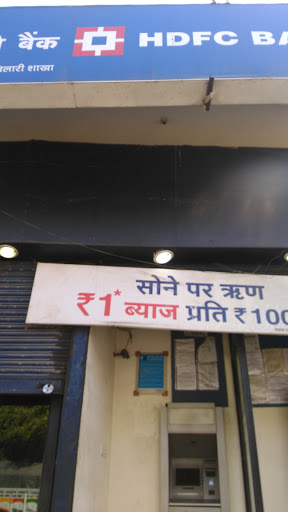 बैंक HDFC BA
शाखा
सोने पर ऋण
₹1* ब्याज प्रति ₹100